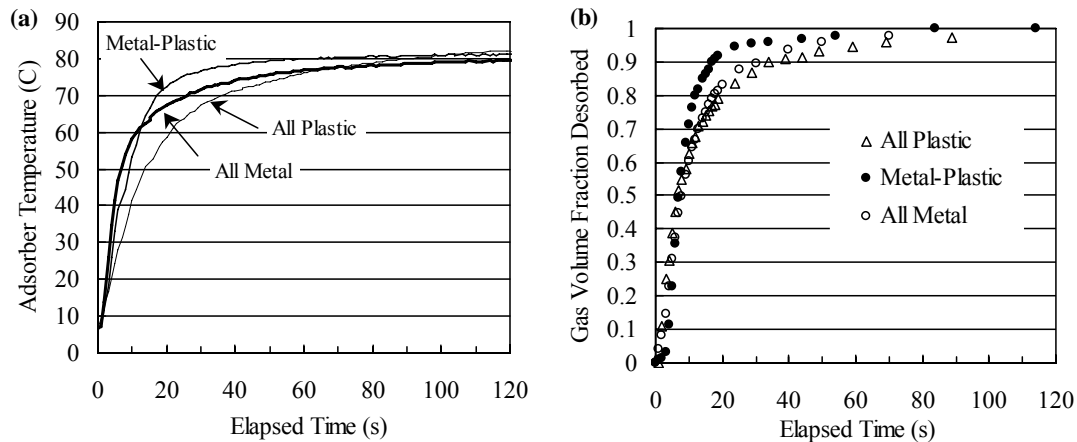 (a)
90
80
70
60
50
40
30
20
10
0
Adsorber Temperature (C)
Metal-Plastic
All Plastic
All Metal
0 20 40 60 80 100 120
Elapsed Time (s)
(b)
1
0.9
0.8
0.7
0.6
0.5
0.4
0.3
0.2
0.1
0
Gas Volume Fraction Desorbed
All Plastic
Metal-Plastic
All Metal
0 20 40 60 80 100 120
Elapsed Time (s)